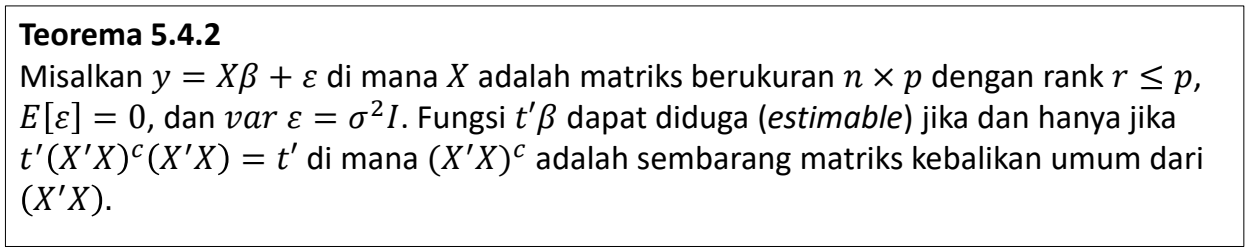 Teorema 5.4.2
Misalkan 𝑦 = 𝑋𝛽 + 𝜀 di mana 𝑋 adalah matriks berukuran 𝑛 × 𝑝 dengan rank 𝑟 ≤ 𝑝,
𝐸[𝜀] = 0, dan 𝑣𝑎𝑟 𝜀 = 𝜎²𝐼. Fungsi 𝑡′𝛽 dapat diduga (estimable) jika dan hanya jika
𝑡′(𝑋′𝑋)ᶜ(𝑋′𝑋) = 𝑡′ di mana (𝑋′𝑋)ᶜ adalah sembarang matriks kebalikan umum dari
(𝑋′𝑋).